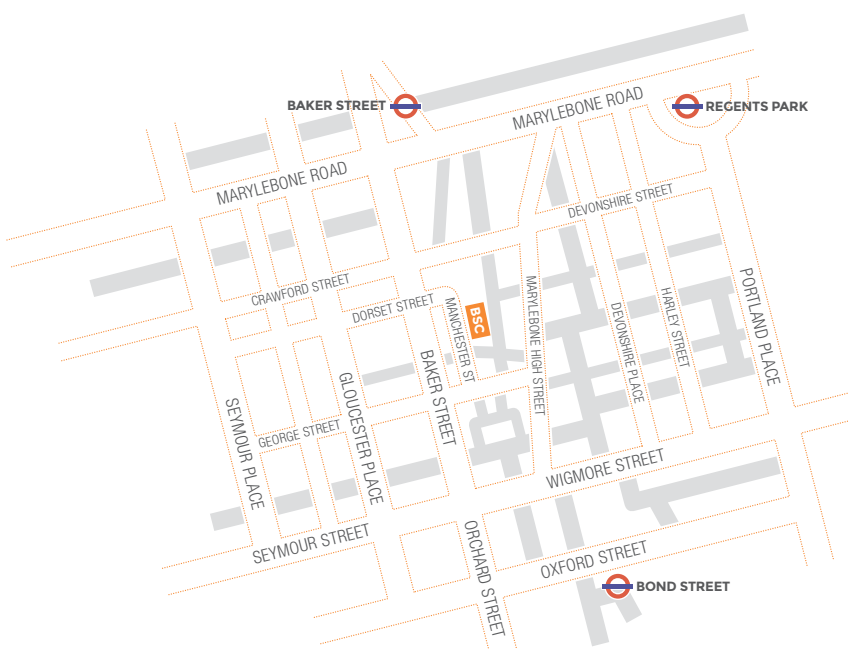 BAKER STREET
REGENTS PARK
MARYLEBONE ROAD
MARYLEBONE ROAD
DEVONSHIRE STREET
CRAWFORD STREET
DORSET STREET
MANCHESTER ST
BSC
MARYLEBONE HIGH STREET
DEVONSHIRE PLACE
HARLEY STREET
PORTLAND PLACE
BAKER STREET
GLOUCESTER PLACE
SEYMOUR PLACE
GEORGE STREET
WIGMORE STREET
SEYMOUR STREET
ORCHARD STREET
OXFORD STREET
BOND STREET